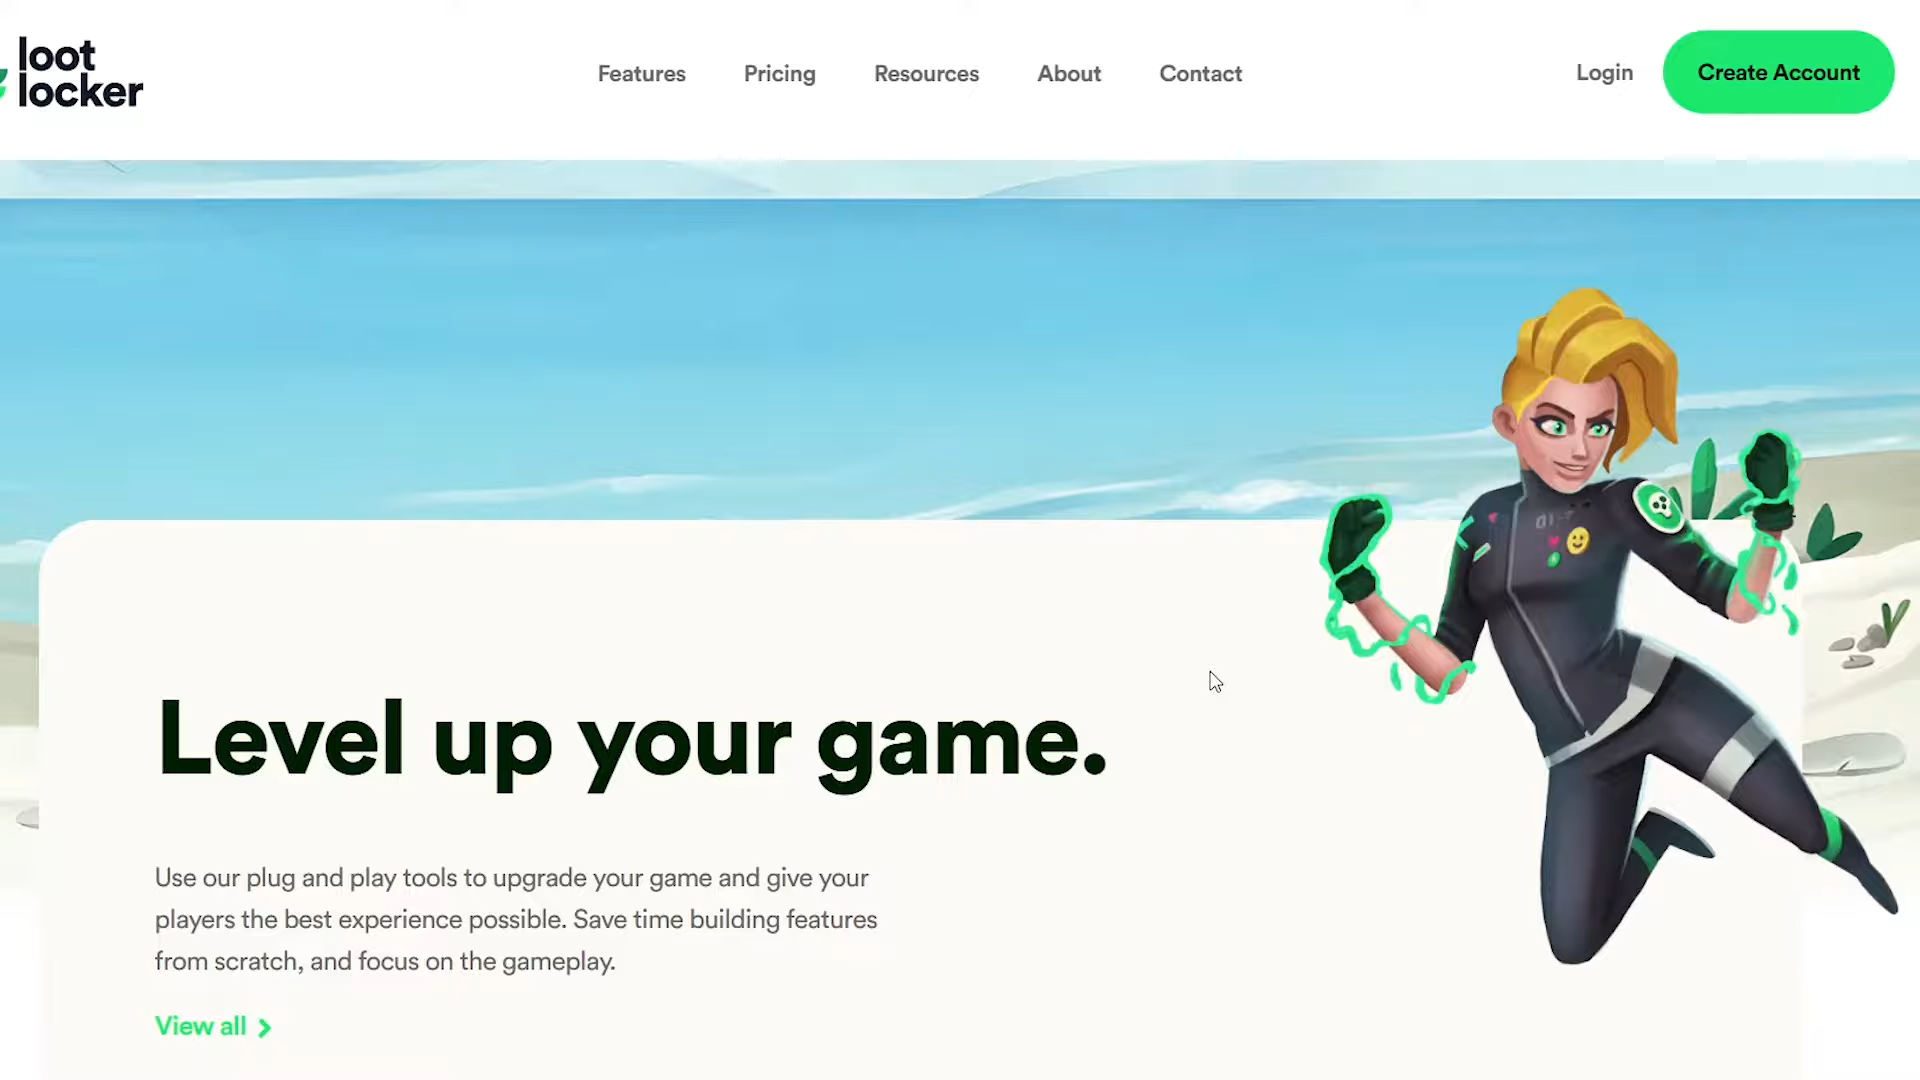 loot
locker
Features
Pricing
Resources
About
Contact
Login
Create Account
Level up your game.
Use our plug and play tools to upgrade your game and give your
players the best experience possible. Save time building features
from scratch, and focus on the gameplay.
View all